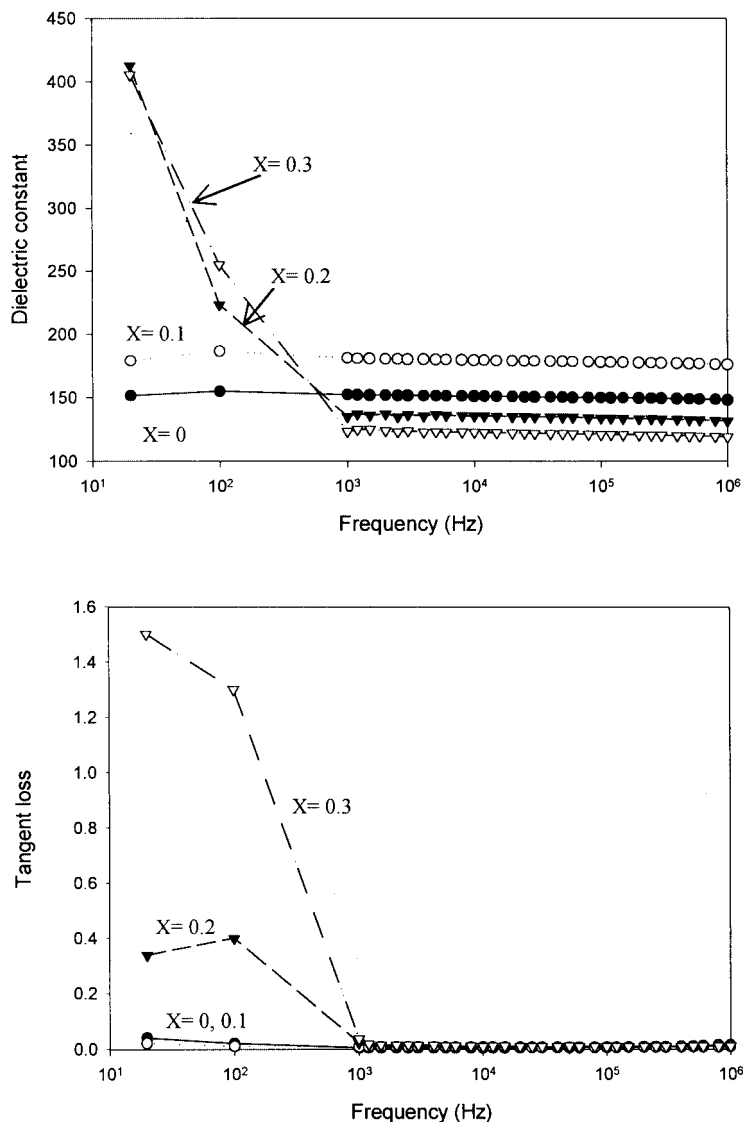 450
400
350
300
250
200
150
100
Dielectric constant
X= 0.3
X= 0.2
X= 0.1
X= 0
10¹ 10² 10³ 10⁴ 10⁵ 10⁶
Frequency (Hz)
1.6
1.4
1.2
1.0
0.8
0.6
0.4
0.2
0.0
Tangent loss
X= 0.3
X= 0.2
X= 0, 0.1
10¹ 10² 10³ 10⁴ 10⁵ 10⁶
Frequency (Hz)